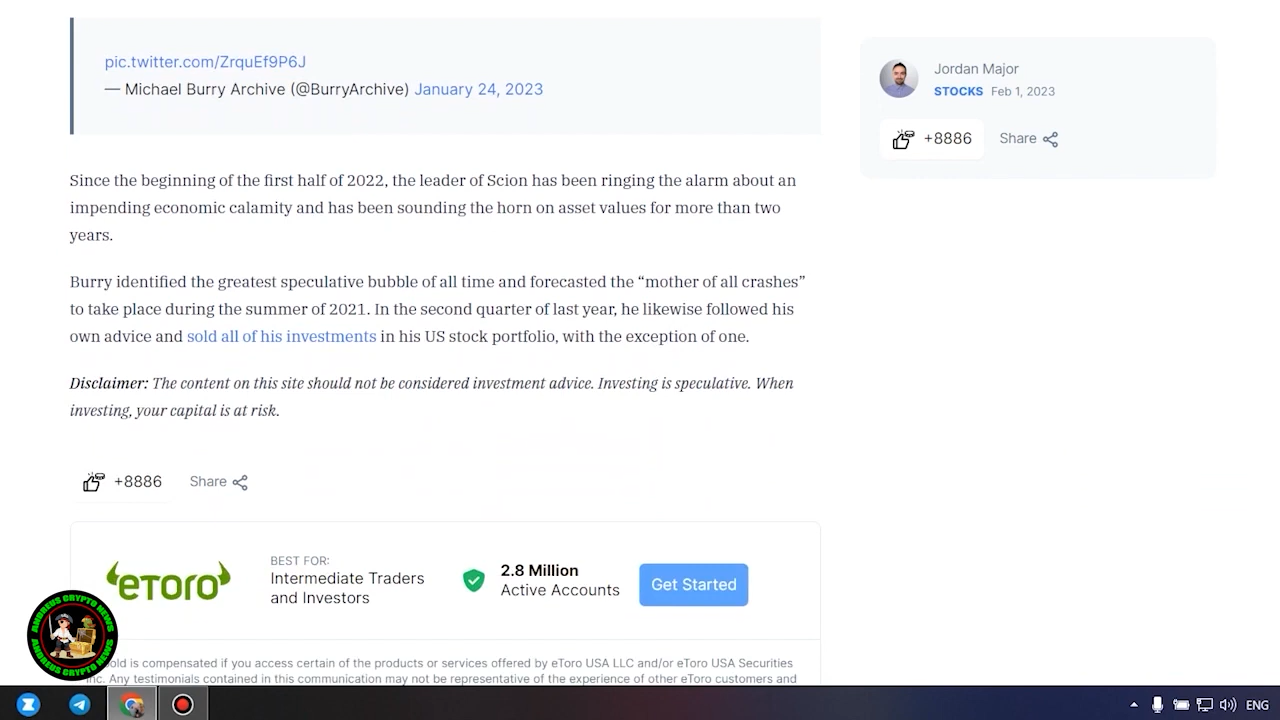 pic.twitter.com/ZrquEf9P6J
— Michael Burry Archive (@BurryArchive) January 24, 2023
Jordan Major
STOCKS Feb 1, 2023
+8886 Share
Since the beginning of the first half of 2022, the leader of Scion has been ringing the alarm about an
impending economic calamity and has been sounding the horn on asset values for more than two
years.
Burry identified the greatest speculative bubble of all time and forecasted the “mother of all crashes”
to take place during the summer of 2021. In the second quarter of last year, he likewise followed his
own advice and sold all of his investments in his US stock portfolio, with the exception of one.
Disclaimer: The content on this site should not be considered investment advice. Investing is speculative. When
investing, your capital is at risk.
+8886 Share
eToro
BEST FOR:
Intermediate Traders
and Investors
2.8 Million
Active Accounts
Get Started
ANDREUS CRYPTO NEWS
ANDREUS CRYPTO NEWS
is compensated if you access certain of the products or services offered by eToro USA LLC and/or eToro USA Securities
Inc. Any testimonials contained in this communication may not be representative of the experience of other eToro customers and
ENG